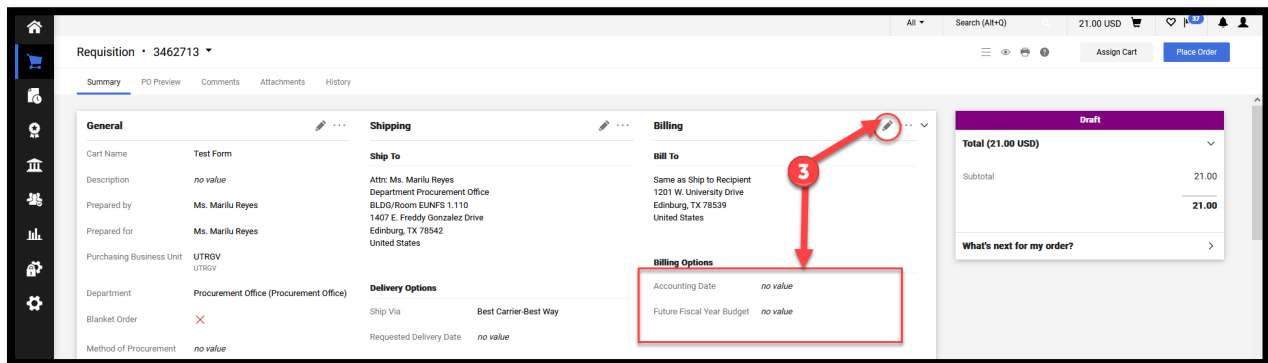 All
Search (Alt+Q)
21.00 USD
37
Requisition • 3462713
Assign Cart
Place Order
Summary
PO Preview
Comments
Attachments
History
General
Cart Name Test Form
Description no value
Prepared by Ms. Marilu Reyes
Prepared for Ms. Marilu Reyes
Purchasing Business Unit UTRGV
UTRGV
Department Procurement Office (Procurement Office)
Blanket Order
Method of Procurement no value
Shipping
Ship To
Attn: Ms. Marilu Reyes
Department Procurement Office
BLDG/Room EUNFS 1.110
1407 E. Freddy Gonzalez Drive
Edinburg, TX 78542
United States
Delivery Options
Ship Via Best Carrier-Best Way
Requested Delivery Date no value
Billing
Bill To
Same as Ship to Recipient
1201 W. University Drive
Edinburg, TX 78539
United States
3
Billing Options
Accounting Date no value
Future Fiscal Year Budget no value
Draft
Total (21.00 USD)
Subtotal 21.00
21.00
What's next for my order?